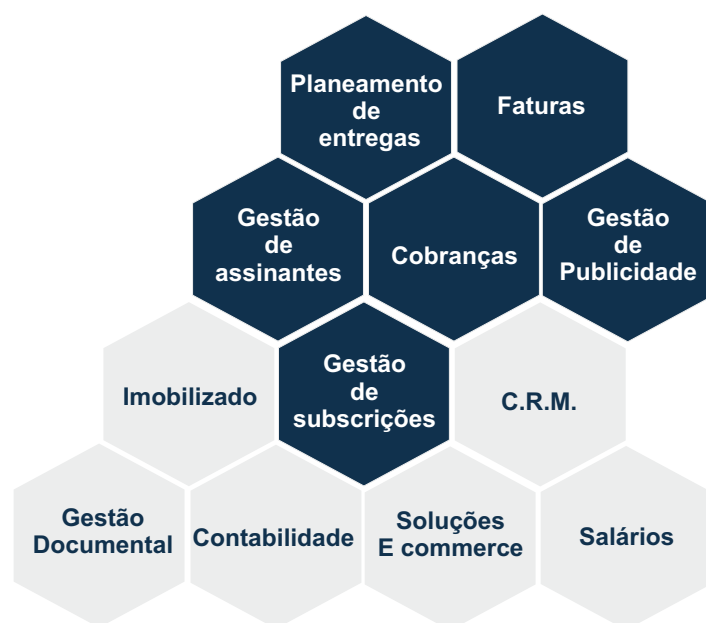 Planeamento
de
entregas
Faturas
Gestão
de
assinantes
Cobranças
Gestão
de
Publicidade
Imobilizado
Gestão
de
subscrições
C.R.M.
Gestão
Documental
Contabilidade
Soluções
E commerce
Salários